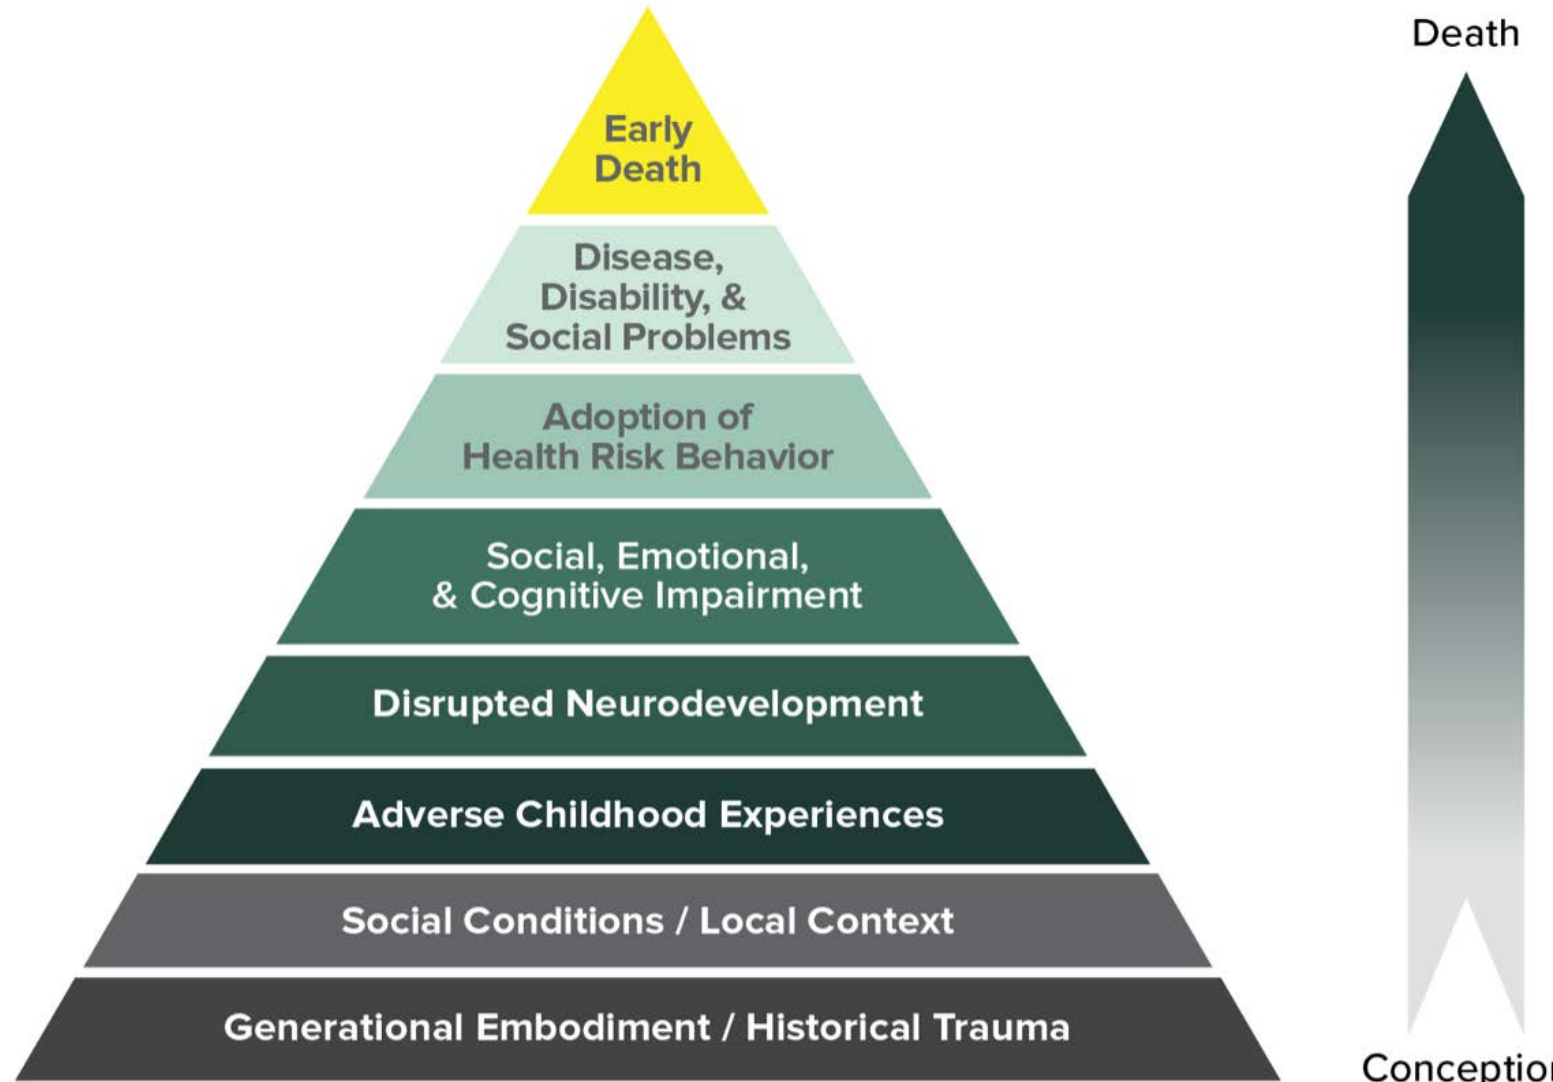 Death
Early
Death
Disease,
Disability, &
Social Problems
Adoption of
Health Risk Behavior
Social, Emotional,
& Cognitive Impairment
Disrupted Neurodevelopment
Adverse Childhood Experiences
Social Conditions / Local Context
Generational Embodiment / Historical Trauma
Conception